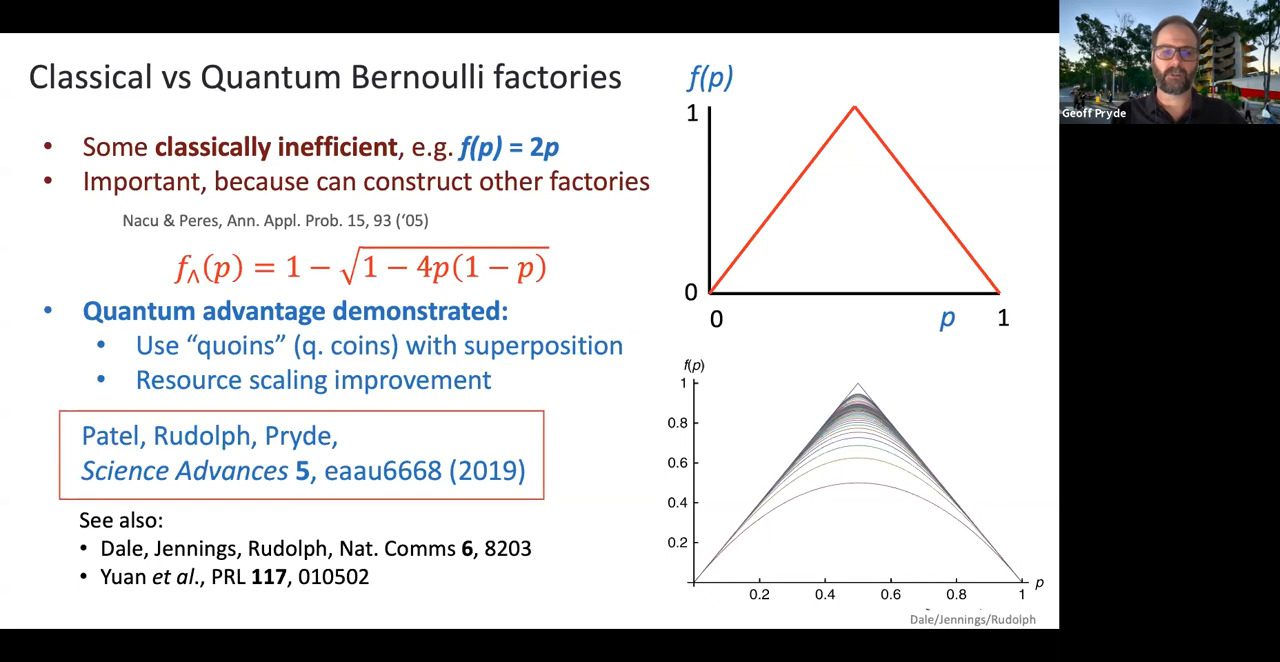 Classical vs Quantum Bernoulli factories
• Some classically inefficient, e.g. f(p) = 2p
• Important, because can construct other factories
Nacu & Peres, Ann. Appl. Prob. 15, 93 (‘05)
f∧(p) = 1 − √(1 − 4p(1 − p))
• Quantum advantage demonstrated:
• Use “quoins” (q. coins) with superposition
• Resource scaling improvement
Patel, Rudolph, Pryde,
Science Advances 5, eaau6668 (2019)
See also:
• Dale, Jennings, Rudolph, Nat. Comms 6, 8203
• Yuan et al., PRL 117, 010502
f(p)
1
0
0 p 1
f(p)
1
0.8
0.6
0.4
0.2
0.2 0.4 0.6 0.8 1 p
Dale/Jennings/Rudolph
Geoff Pryde